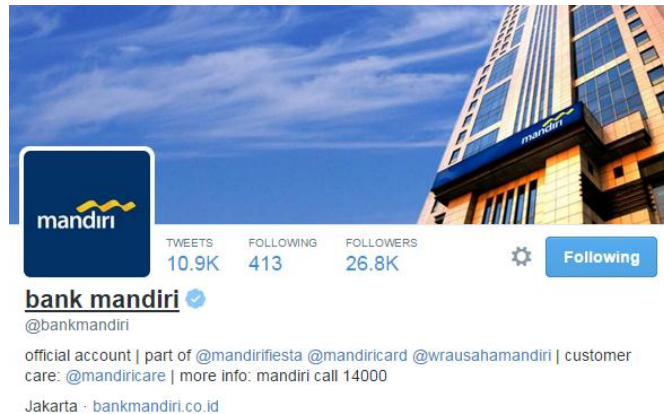 mandiri
mandiri
TWEETS FOLLOWING FOLLOWERS
10.9K 413 26.8K
Following
bank mandiri
@bankmandiri
official account | part of @mandirifiesta @mandiricard @wrausahamandiri | customer
care: @mandiricare | more info: mandiri call 14000
Jakarta · bankmandiri.co.id